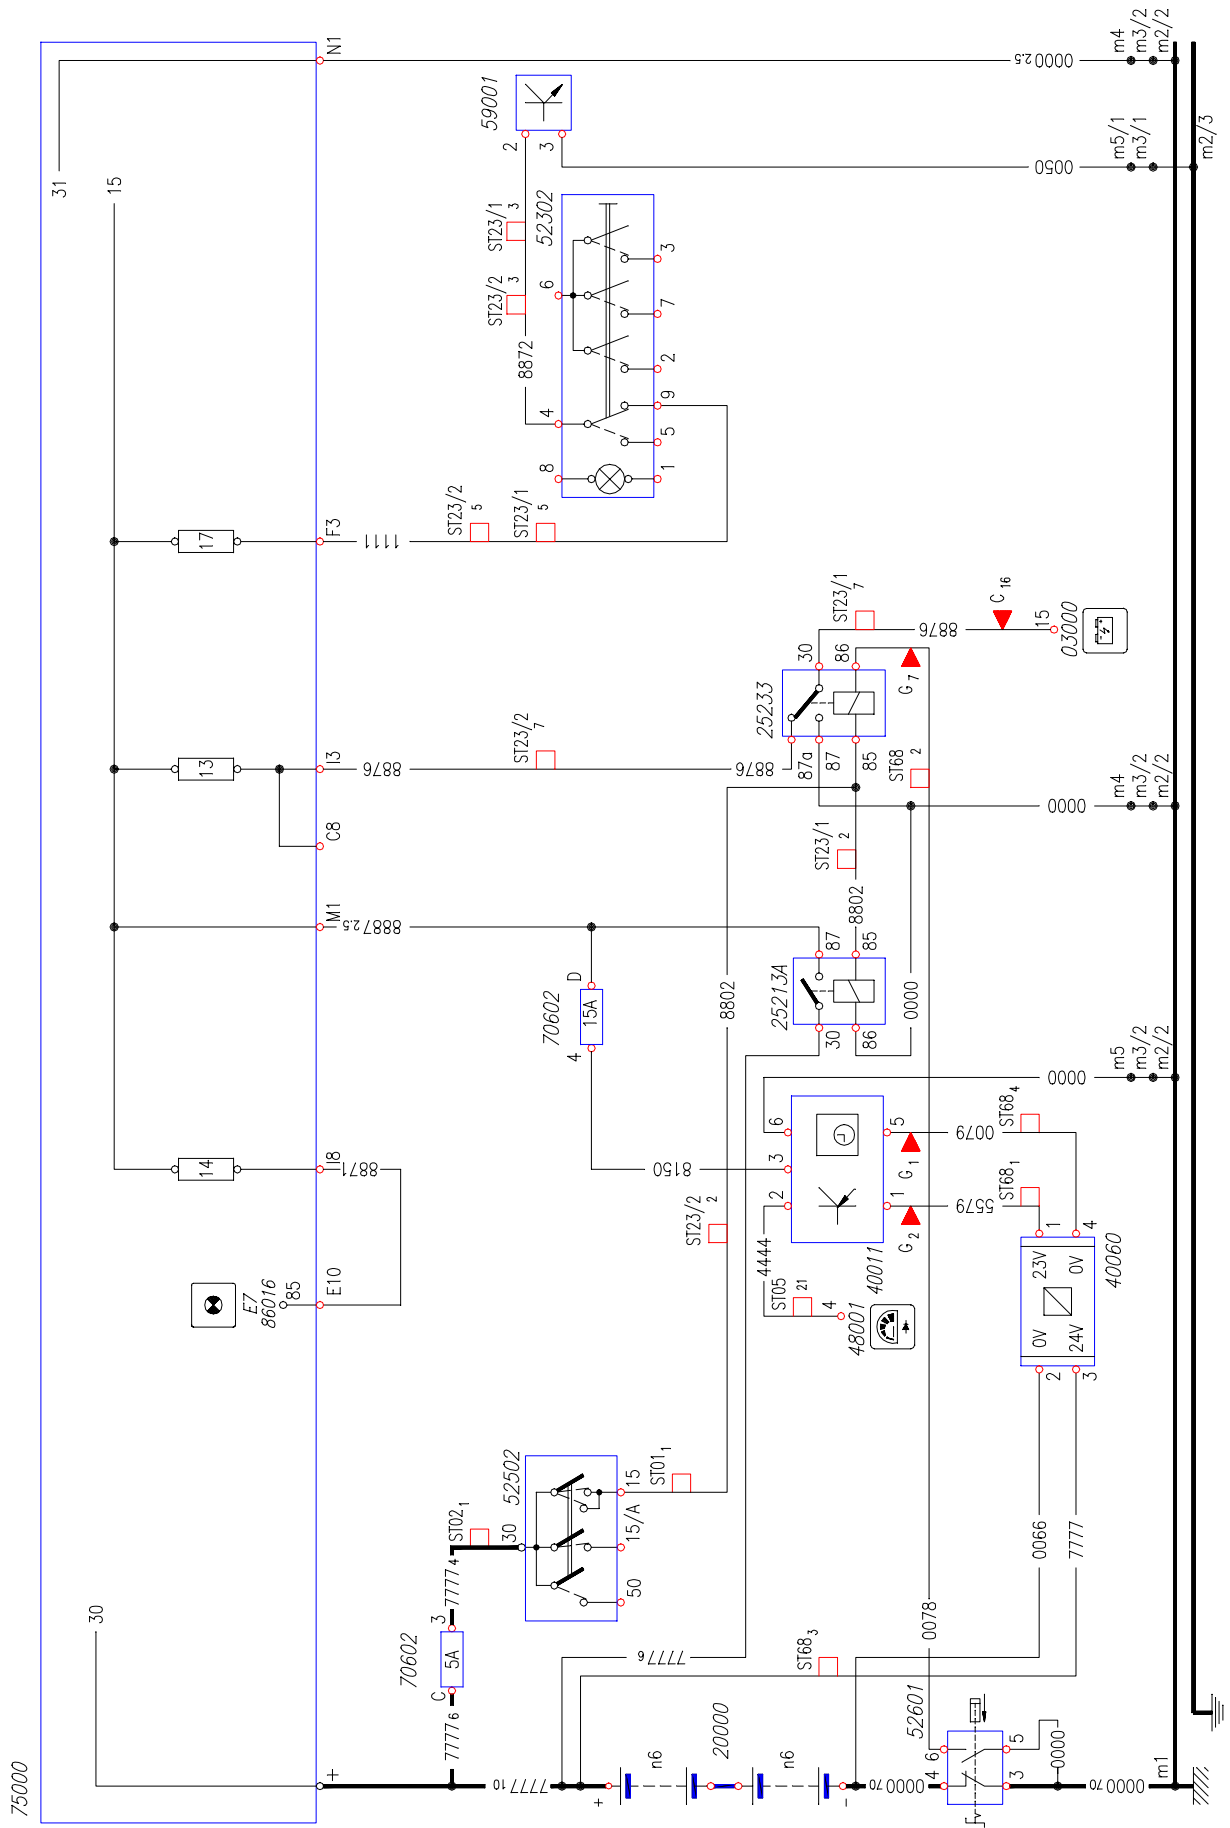 75000
31
30
15
14
13
17
E7
86016
85
+
E10
I8
M1
C8
I3
F3
N1
8871
8887 2.5
8876
1111
70602
C
3
5A
7777 6
7777 4
ST02 1
ST23/2 5
ST23/1 5
ST23/2 3
ST23/1 3
59001
2
3
52502
30
50
15/A
15
ST01 1
8872
52302
8
4
6
1
5
9
2
7
3
7777 10
+
70602
4
D
15A
n6
7777 6
8150
ST23/2 2
20000
8802
n6
-
ST68 3
4444
ST05 21
2
3
6
25213A
30
87
86
85
25233
87a
87
85
30
86
ST23/2 7
8876
ST23/1 2
ST23/1 7
4
48001
40011
1
5
8802
0000 70
52601
4
6
3
5
0078
G 2
G 1
0000
ST68 2
G 7
8876
5579
0079
C 16
ST68 1
ST68 4
0066
7777
2
3
0V
24V
23V
0V
1
4
40060
15
03000
0000
0000 70
0000
0000
0050
0000 2.5
m1
m5
m3/2
m2/2
m4
m3/2
m2/2
m5/1
m3/1
m4
m3/2
m2/2
m2/3